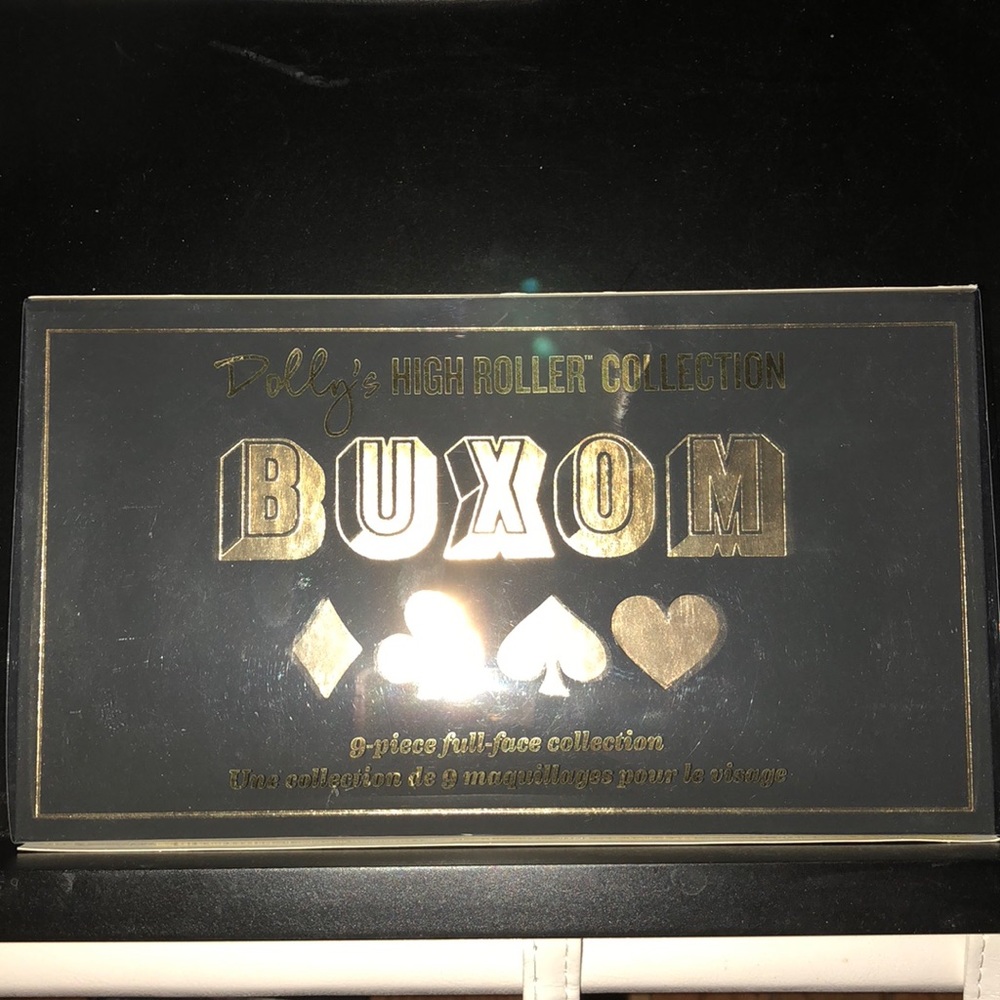 Dolly's HIGH ROLLER™ COLLECTION
BUXOM
9-piece full-face collection
Une collection de 9 maquillages pour le visage